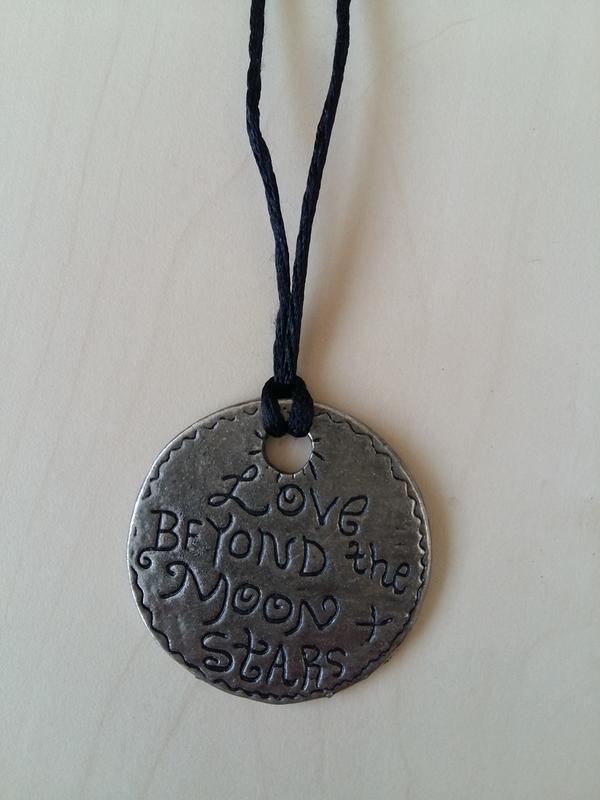 Love
BEYOND the
MOON +
STARS